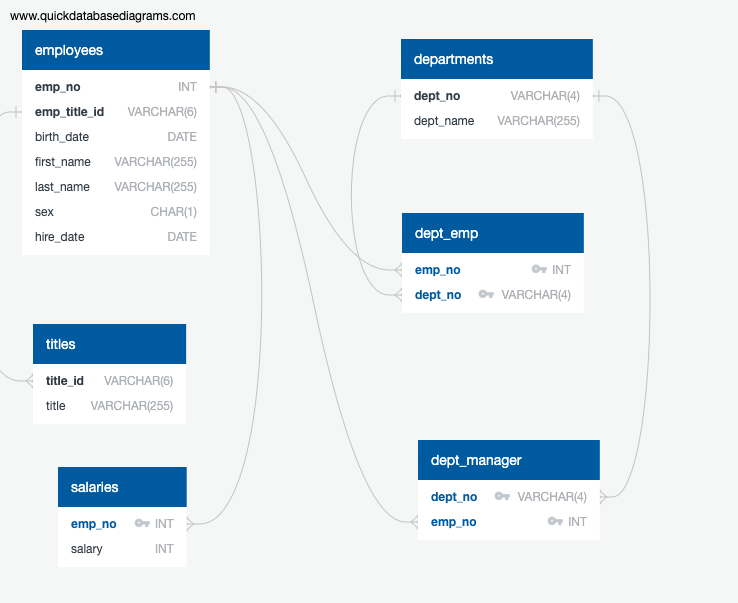 www.quickdatabasediagrams.com
employees
emp_no INT
emp_title_id VARCHAR(6)
birth_date DATE
first_name VARCHAR(255)
last_name VARCHAR(255)
sex CHAR(1)
hire_date DATE
departments
dept_no VARCHAR(4)
dept_name VARCHAR(255)
dept_emp
emp_no INT
dept_no VARCHAR(4)
titles
title_id VARCHAR(6)
title VARCHAR(255)
salaries
emp_no INT
salary INT
dept_manager
dept_no VARCHAR(4)
emp_no INT